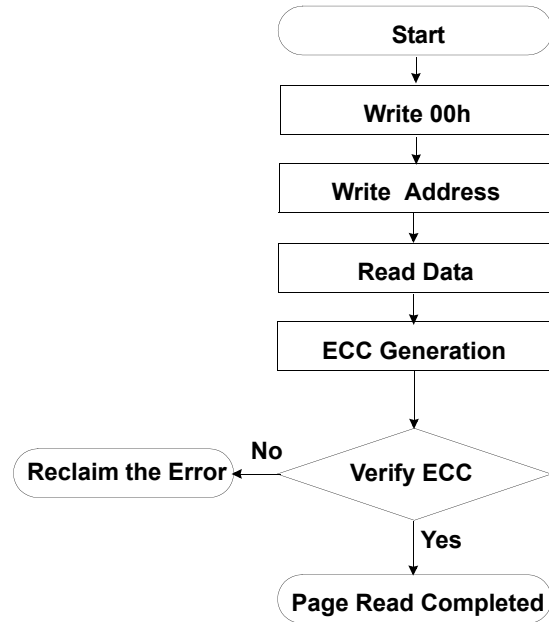 Start
Write 00h
Write Address
Read Data
ECC Generation
No
Reclaim the Error
Verify ECC
Yes
Page Read Completed